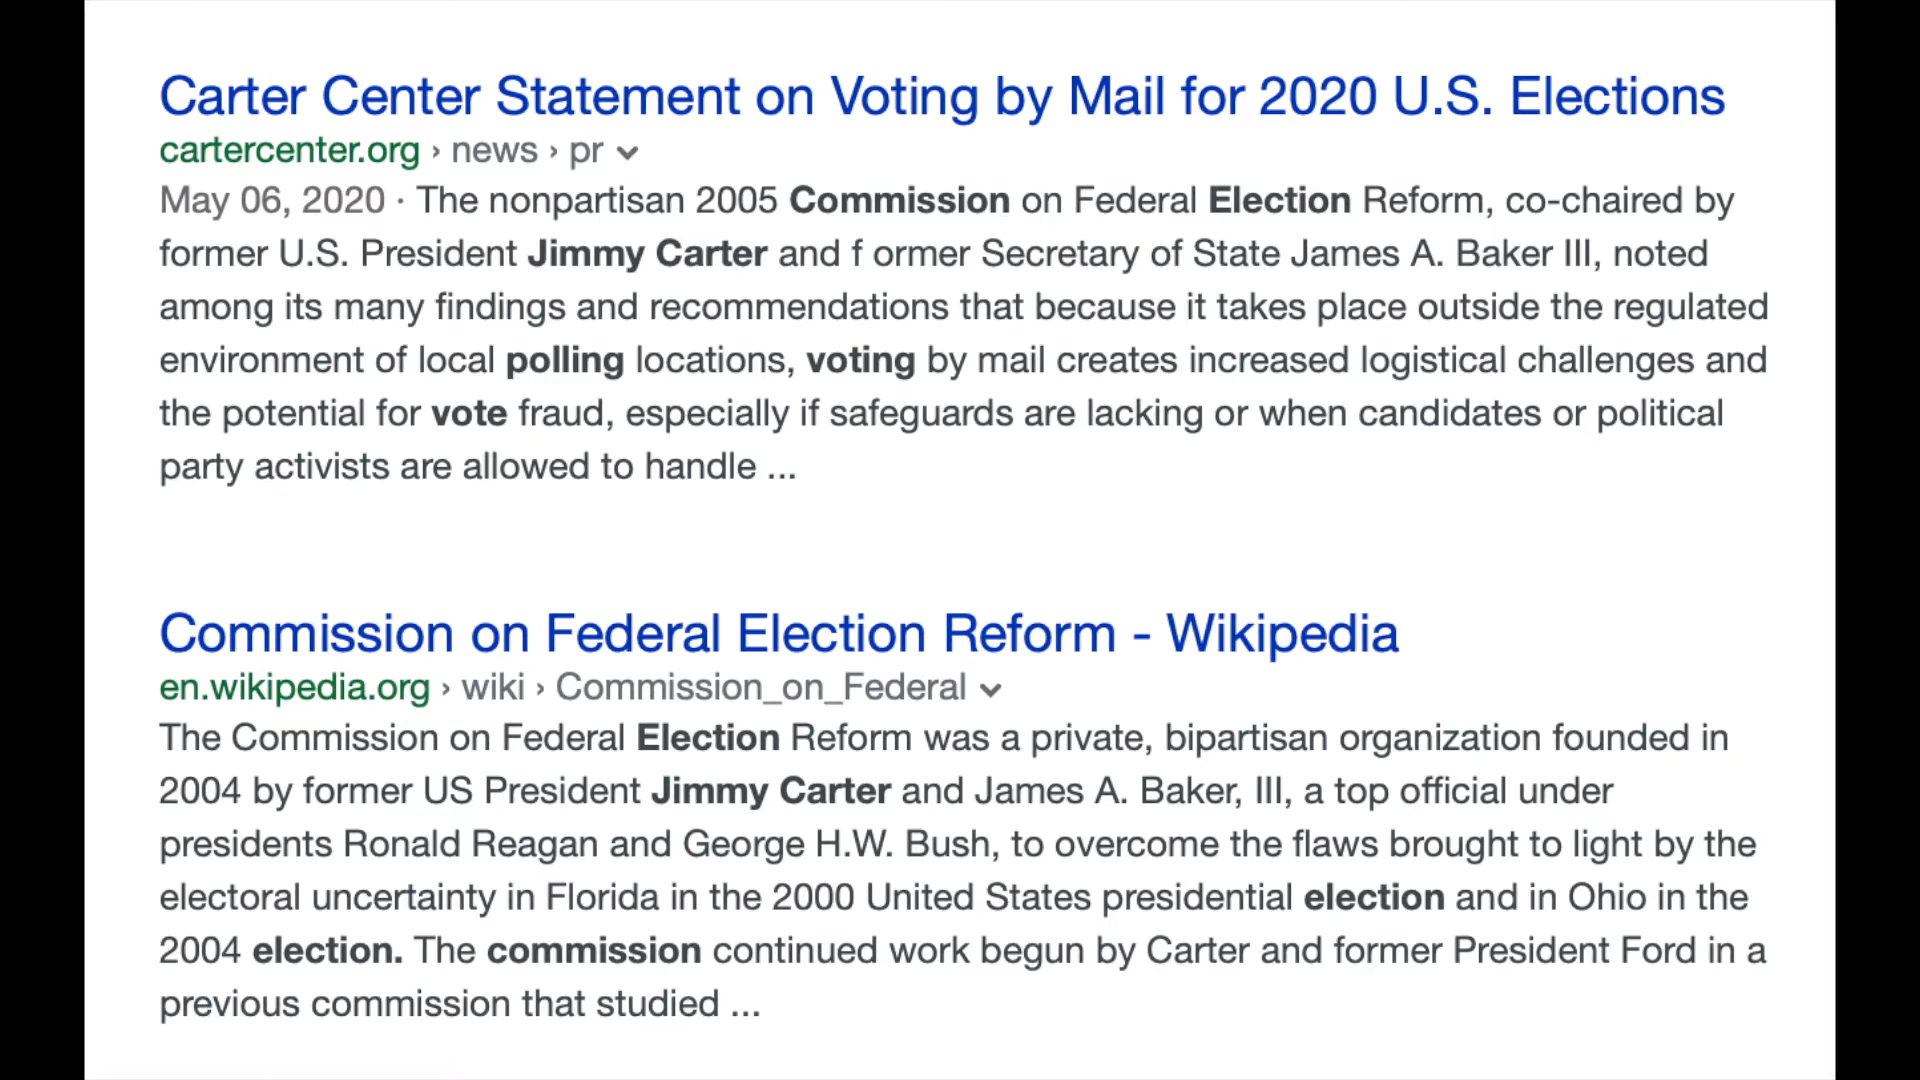 Carter Center Statement on Voting by Mail for 2020 U.S. Elections
cartercenter.org › news › pr
May 06, 2020 · The nonpartisan 2005 Commission on Federal Election Reform, co-chaired by
former U.S. President Jimmy Carter and f ormer Secretary of State James A. Baker III, noted
among its many findings and recommendations that because it takes place outside the regulated
environment of local polling locations, voting by mail creates increased logistical challenges and
the potential for vote fraud, especially if safeguards are lacking or when candidates or political
party activists are allowed to handle ...
Commission on Federal Election Reform - Wikipedia
en.wikipedia.org › wiki › Commission_on_Federal
The Commission on Federal Election Reform was a private, bipartisan organization founded in
2004 by former US President Jimmy Carter and James A. Baker, III, a top official under
presidents Ronald Reagan and George H.W. Bush, to overcome the flaws brought to light by the
electoral uncertainty in Florida in the 2000 United States presidential election and in Ohio in the
2004 election. The commission continued work begun by Carter and former President Ford in a
previous commission that studied ...